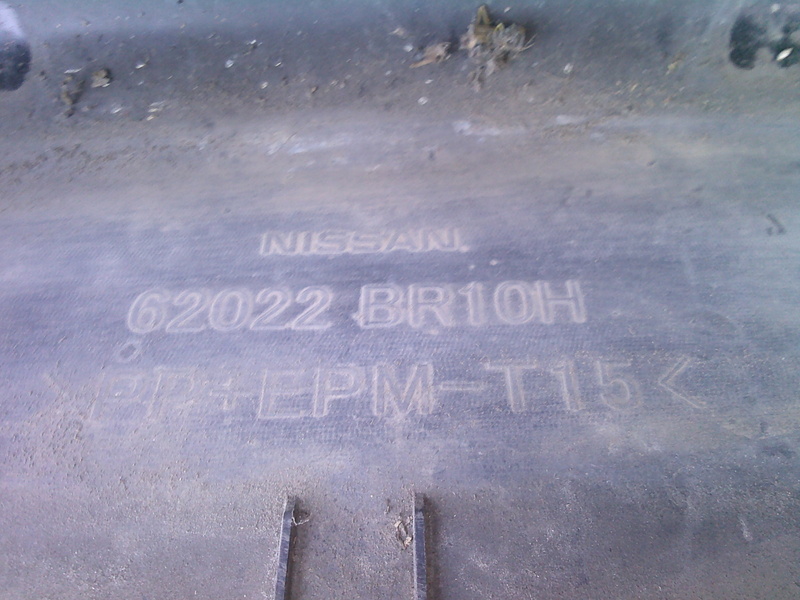 NISSAN
62022 BR10H
>PP+EPM-T15<